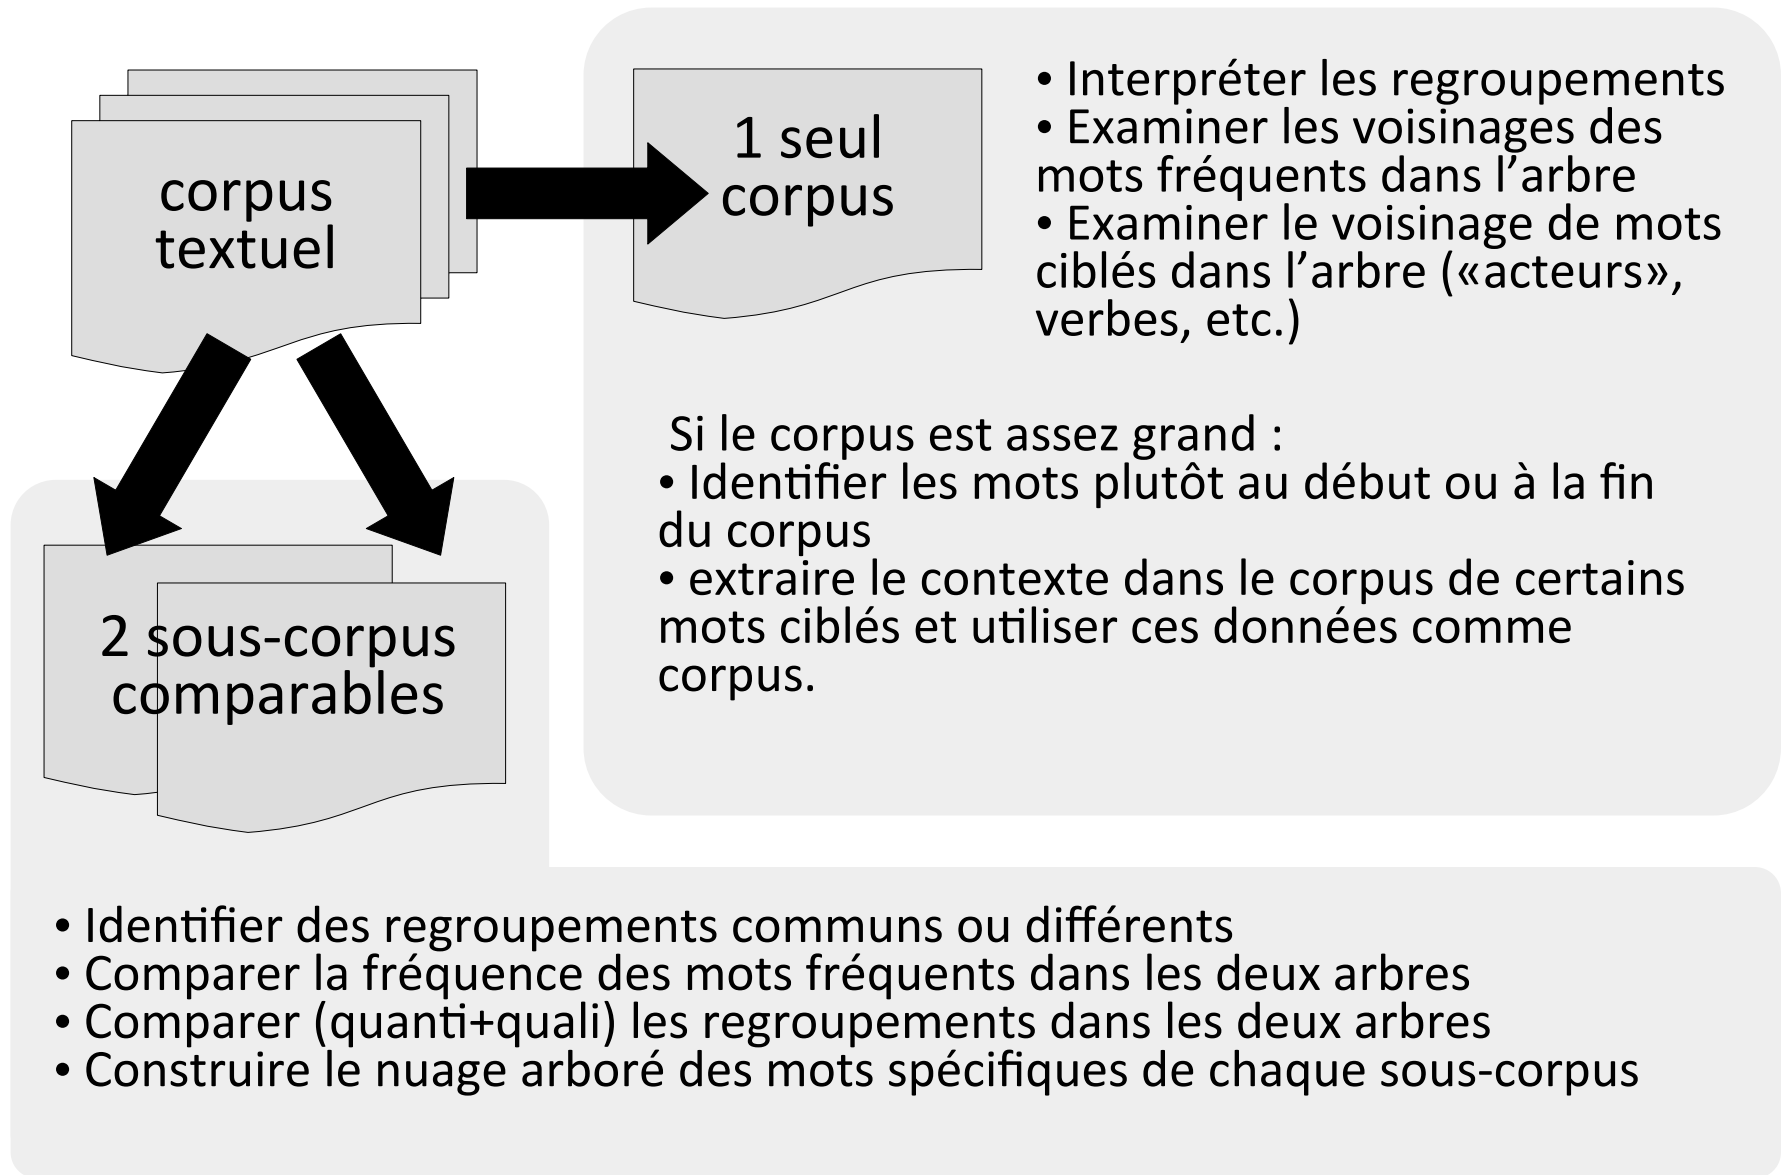 corpus
textuel
1 seul
corpus
• Interpréter les regroupements
• Examiner les voisinages des
mots fréquents dans l’arbre
• Examiner le voisinage de mots
ciblés dans l’arbre («acteurs»,
verbes, etc.)
Si le corpus est assez grand :
• Identifier les mots plutôt au début ou à la fin
du corpus
• extraire le contexte dans le corpus de certains
mots ciblés et utiliser ces données comme
corpus.
2 sous-corpus
comparables
• Identifier des regroupements communs ou différents
• Comparer la fréquence des mots fréquents dans les deux arbres
• Comparer (quanti+quali) les regroupements dans les deux arbres
• Construire le nuage arboré des mots spécifiques de chaque sous-corpus